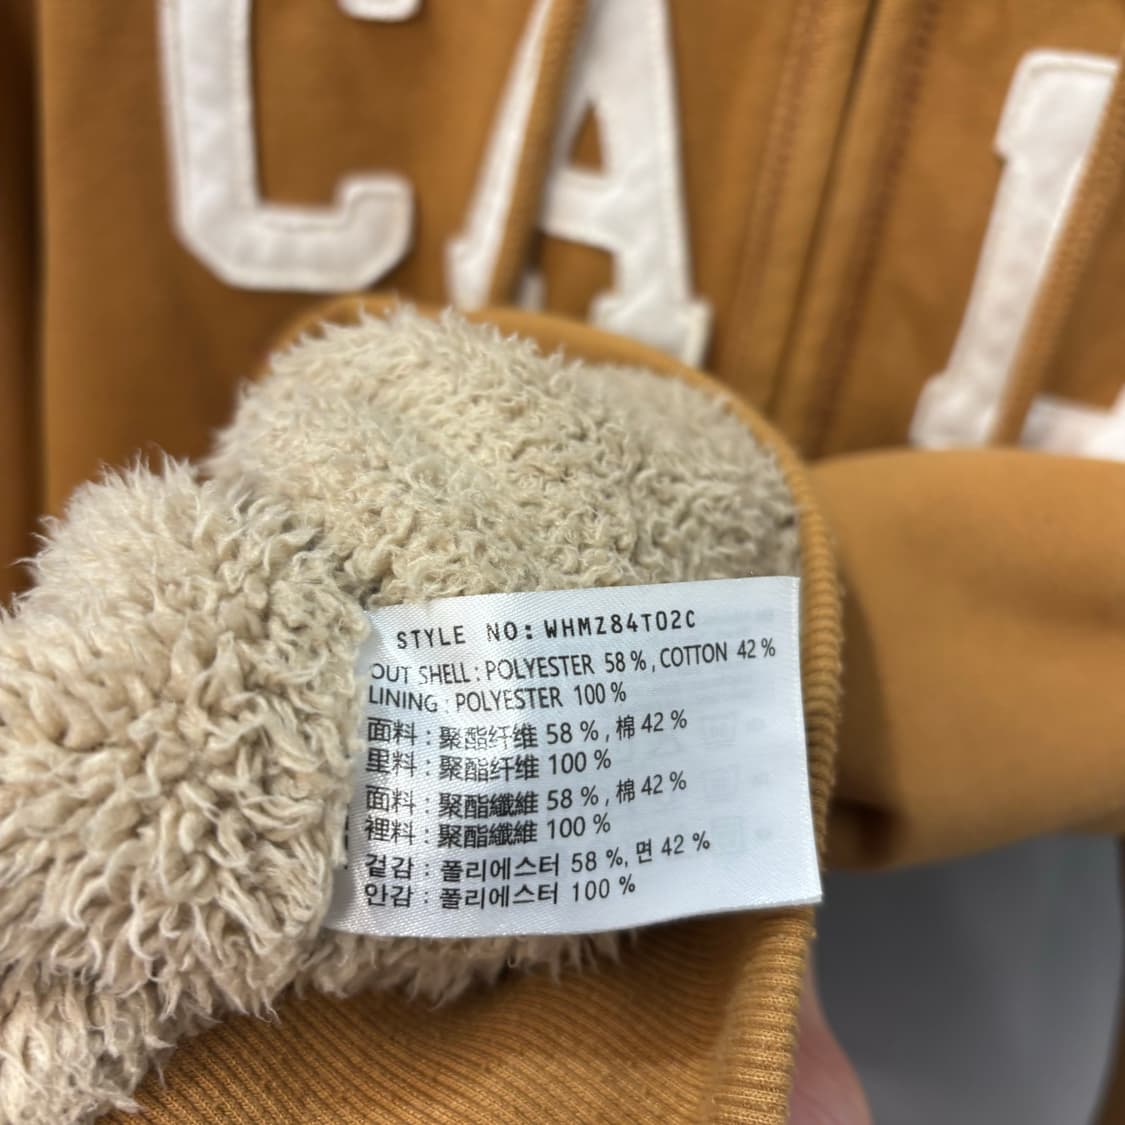 CAL
STYLE NO: WHMZ84T02C
OUT SHELL : POLYESTER 58 % , COTTON 42 %
LINING : POLYESTER 100 %
面料 : 聚酯纤维 58 % , 棉 42 %
里料 : 聚酯纤维 100 %
面料 : 聚酯纖維 58 % , 棉 42 %
裡料 : 聚酯纖維 100 %
겉감 : 폴리에스터 58 %, 면 42 %
안감 : 폴리에스터 100 %